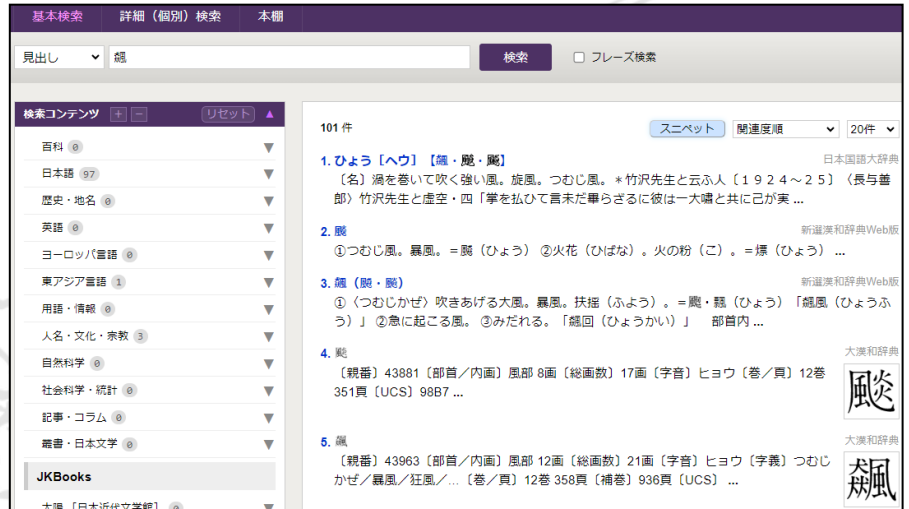 基本検索 詳細（個別）検索 本棚
見出し 飆 検索 フレーズ検索
検索コンテンツ + − リセット ▲
百科 0
日本語 97
歴史・地名 0
英語 0
ヨーロッパ言語 0
東アジア言語 1
用語・情報 0
人名・文化・宗教 3
自然科学 0
社会科学・統計 0
記事・コラム 0
叢書・日本文学 0
JKBooks
太陽 ［日本近代文学館］ 0
101 件 スニペット 関連度順 20件
1. ひょう［ヘウ］【飆・
日本国語大辞典
〔名〕渦を巻いて吹く強い風。旋風。つむじ風。＊竹沢先生と云ふ人〔１９２４～２５〕〈長与善
郎〉竹沢先生と虚空・四「掌を払ひて言未だ畢らざるに彼は一大嘯と共に己が実 ...
2.
新選漢和辞典Web版
①つむじ風。暴風。＝（ひょう） ②火花（ひばな）。火の粉（こ）。＝熛（ひょう） ...
3. 飆
新選漢和辞典Web版
①〈つむじかぜ〉吹きあげる大風。暴風。扶揺（ふよう）。＝（ひょう）「飆風（ひょうふ
う）」 ②急に起こる風。 ③みだれる。「飆回（ひょうかい）」 部首内 ...
4. 颷
大漢和辞典
〔親番〕43881〔部首／内画〕風部 8画〔総画数〕17画〔字音〕ヒョウ〔巻／頁〕12巻
351頁〔UCS〕98B7 ...
5. 飆
大漢和辞典
〔親番〕43963〔部首／内画〕風部 12画〔総画数〕21画〔字音〕ヒョウ〔字義〕つむじ
かぜ／暴風／狂風／…〔巻／頁〕12巻 358頁〔補巻〕936頁〔UCS〕 ...